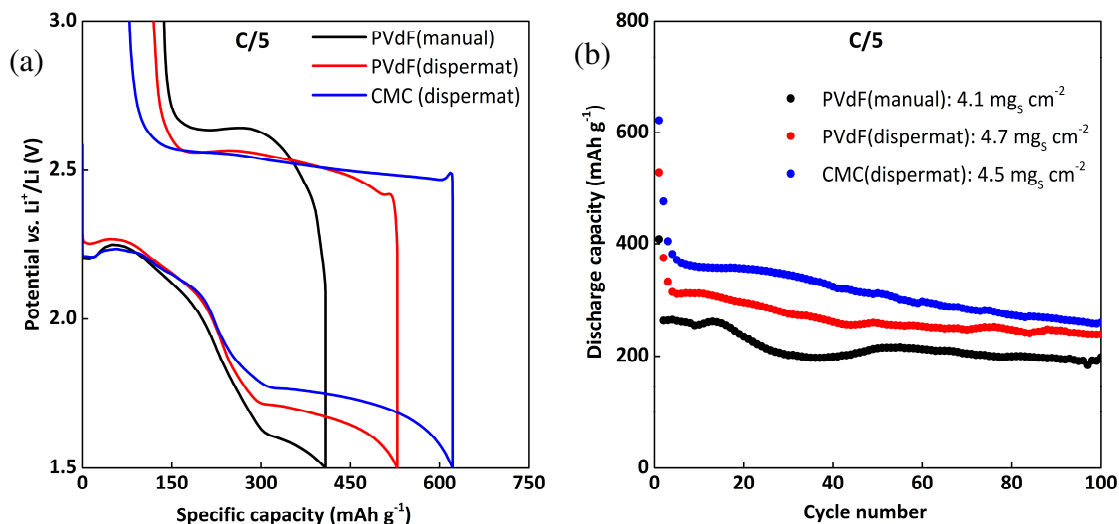 (a)
C/5
PVdF(manual)
PVdF(dispermat)
CMC (dispermat)
3.0
2.5
2.0
1.5
Potential vs. Li⁺/Li (V)
0 150 300 450 600 750
Specific capacity (mAh g⁻¹)
(b)
C/5
PVdF(manual): 4.1 mgₛ cm⁻²
PVdF(dispermat): 4.7 mgₛ cm⁻²
CMC(dispermat): 4.5 mgₛ cm⁻²
800
600
400
200
0
Discharge capacity (mAh g⁻¹)
0 20 40 60 80 100
Cycle number